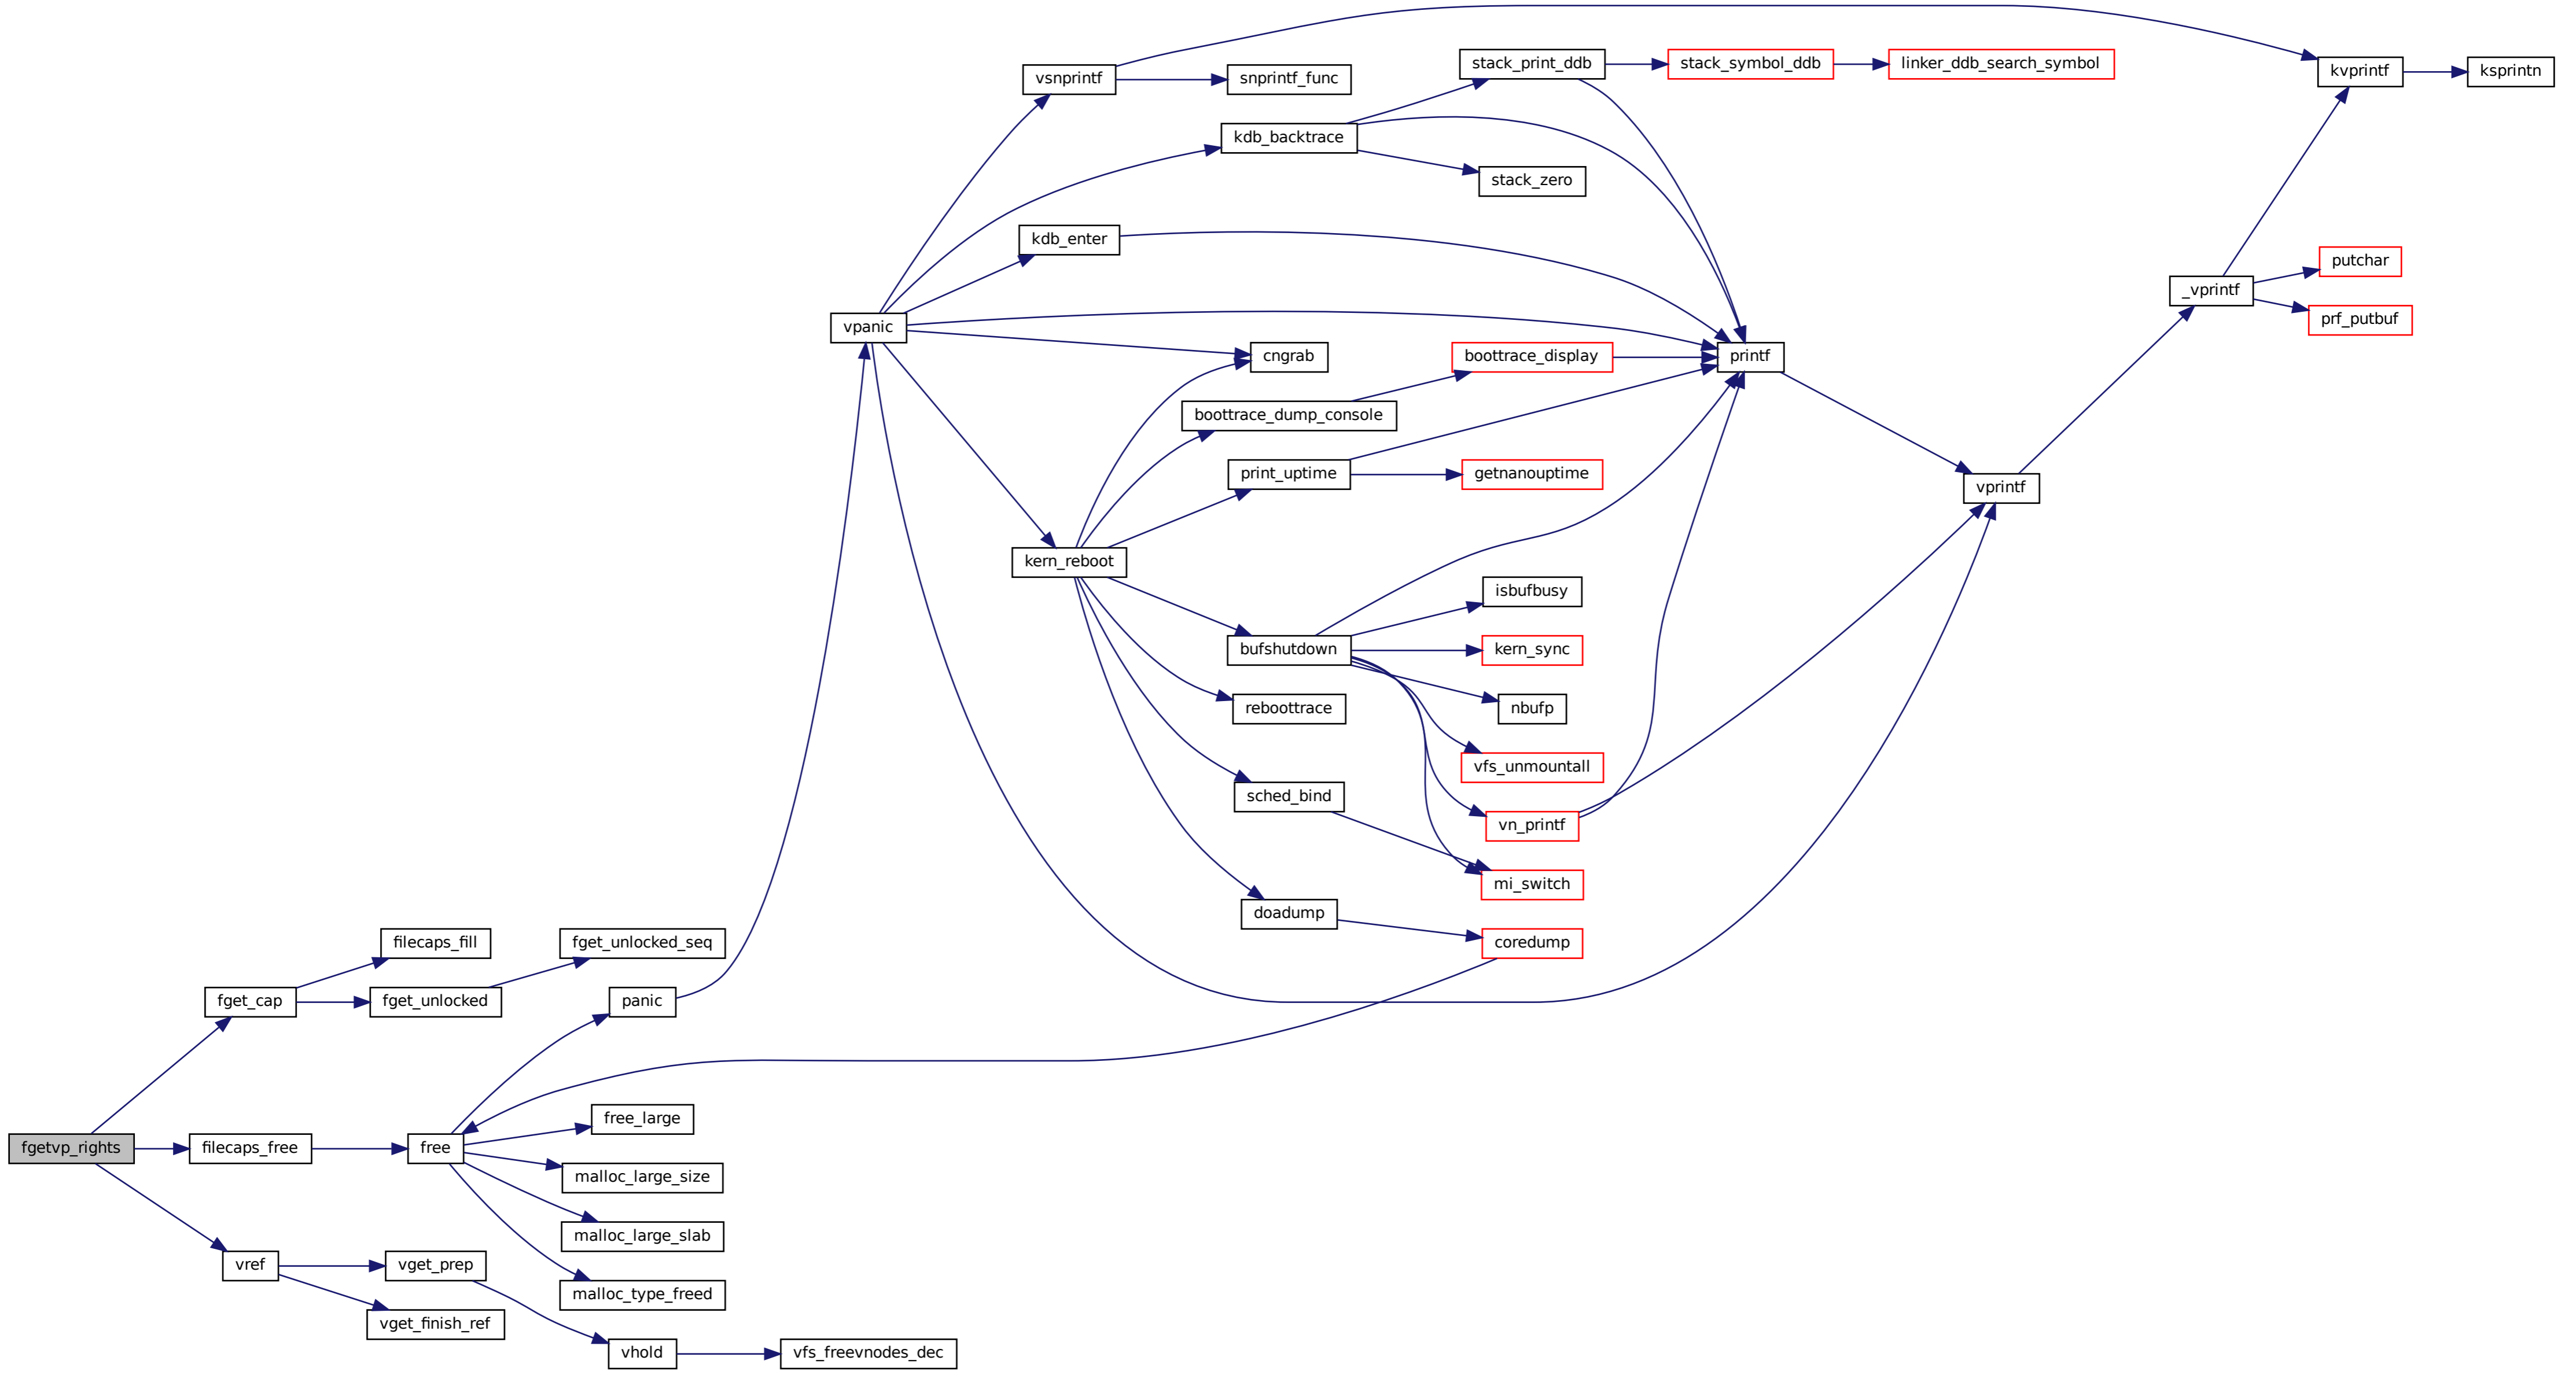 fgetvp_rights
fget_cap
filecaps_fill
fget_unlocked
fget_unlocked_seq
filecaps_free
free
panic
vpanic
vsnprintf
snprintf_func
kvprintf
ksprintn
kdb_backtrace
stack_print_ddb
stack_symbol_ddb
linker_ddb_search_symbol
stack_zero
kdb_enter
printf
cngrab
kern_reboot
boottrace_dump_console
boottrace_display
print_uptime
getnanouptime
bufshutdown
isbufbusy
kern_sync
nbufp
vfs_unmountall
vn_printf
mi_switch
reboottrace
sched_bind
doadump
coredump
vprintf
_vprintf
putchar
prf_putbuf
free_large
malloc_large_size
malloc_large_slab
malloc_type_freed
vref
vget_prep
vget_finish_ref
vhold
vfs_freevnodes_dec